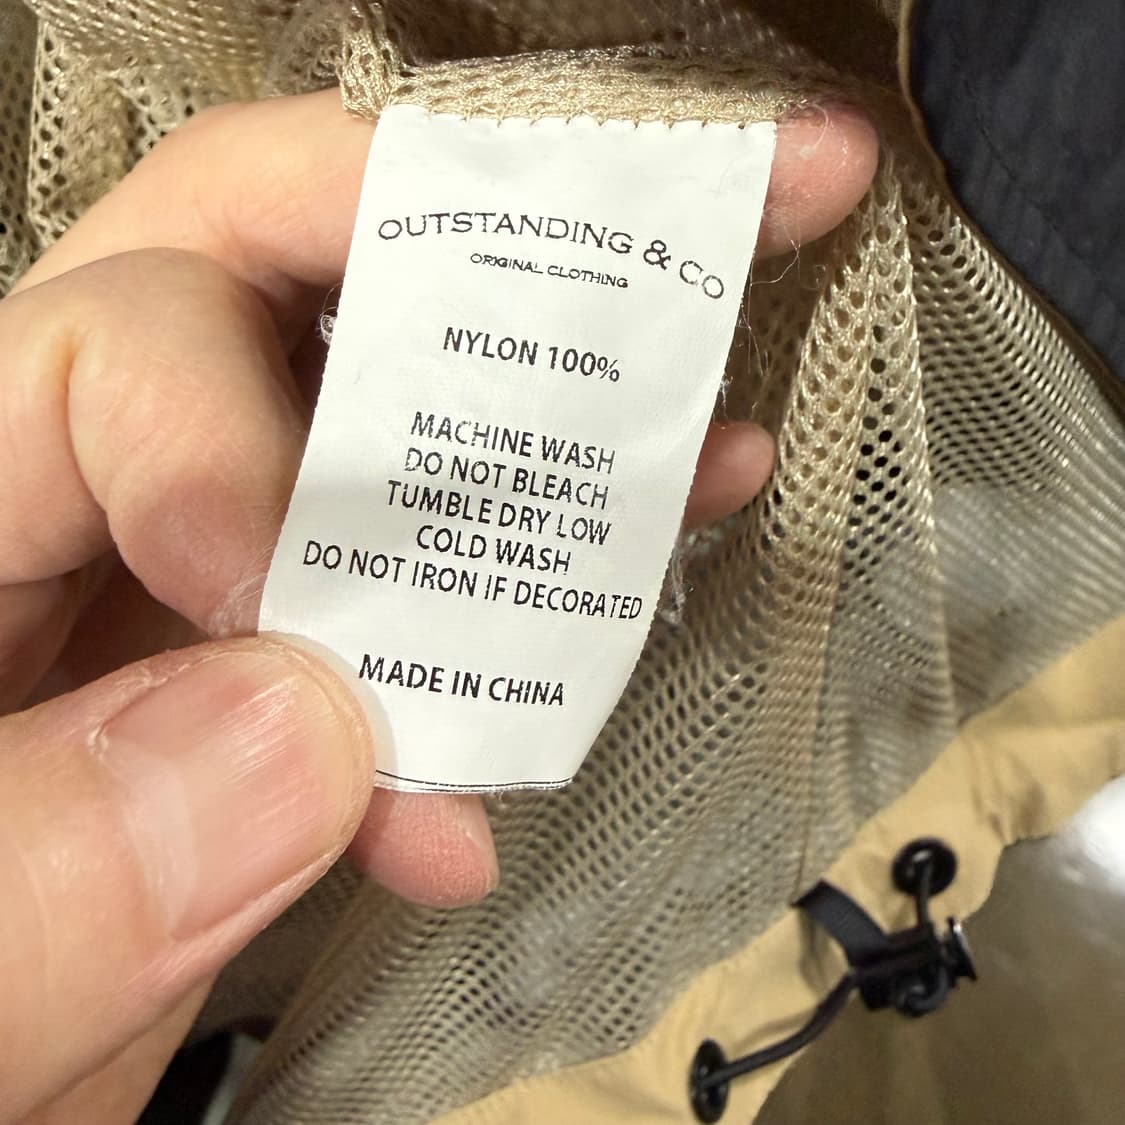 OUTSTANDING & CO
ORIGINAL CLOTHING
NYLON 100%
MACHINE WASH
DO NOT BLEACH
TUMBLE DRY LOW
COLD WASH
DO NOT IRON IF DECORATED
MADE IN CHINA